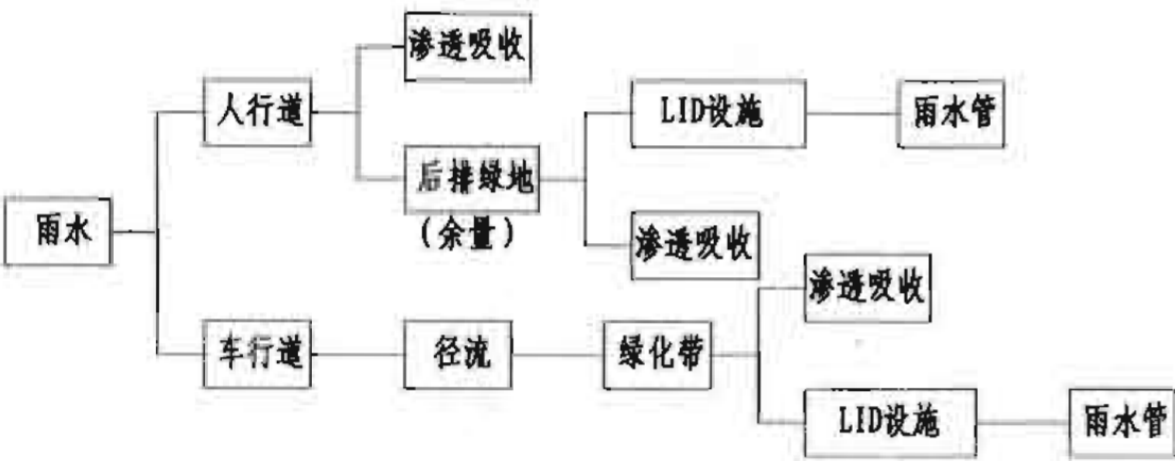 渗透吸收
人行道
LID设施
雨水管
后排绿地
(余量)
雨水
渗透吸收
渗透吸收
车行道
径流
绿化带
LID设施
雨水管